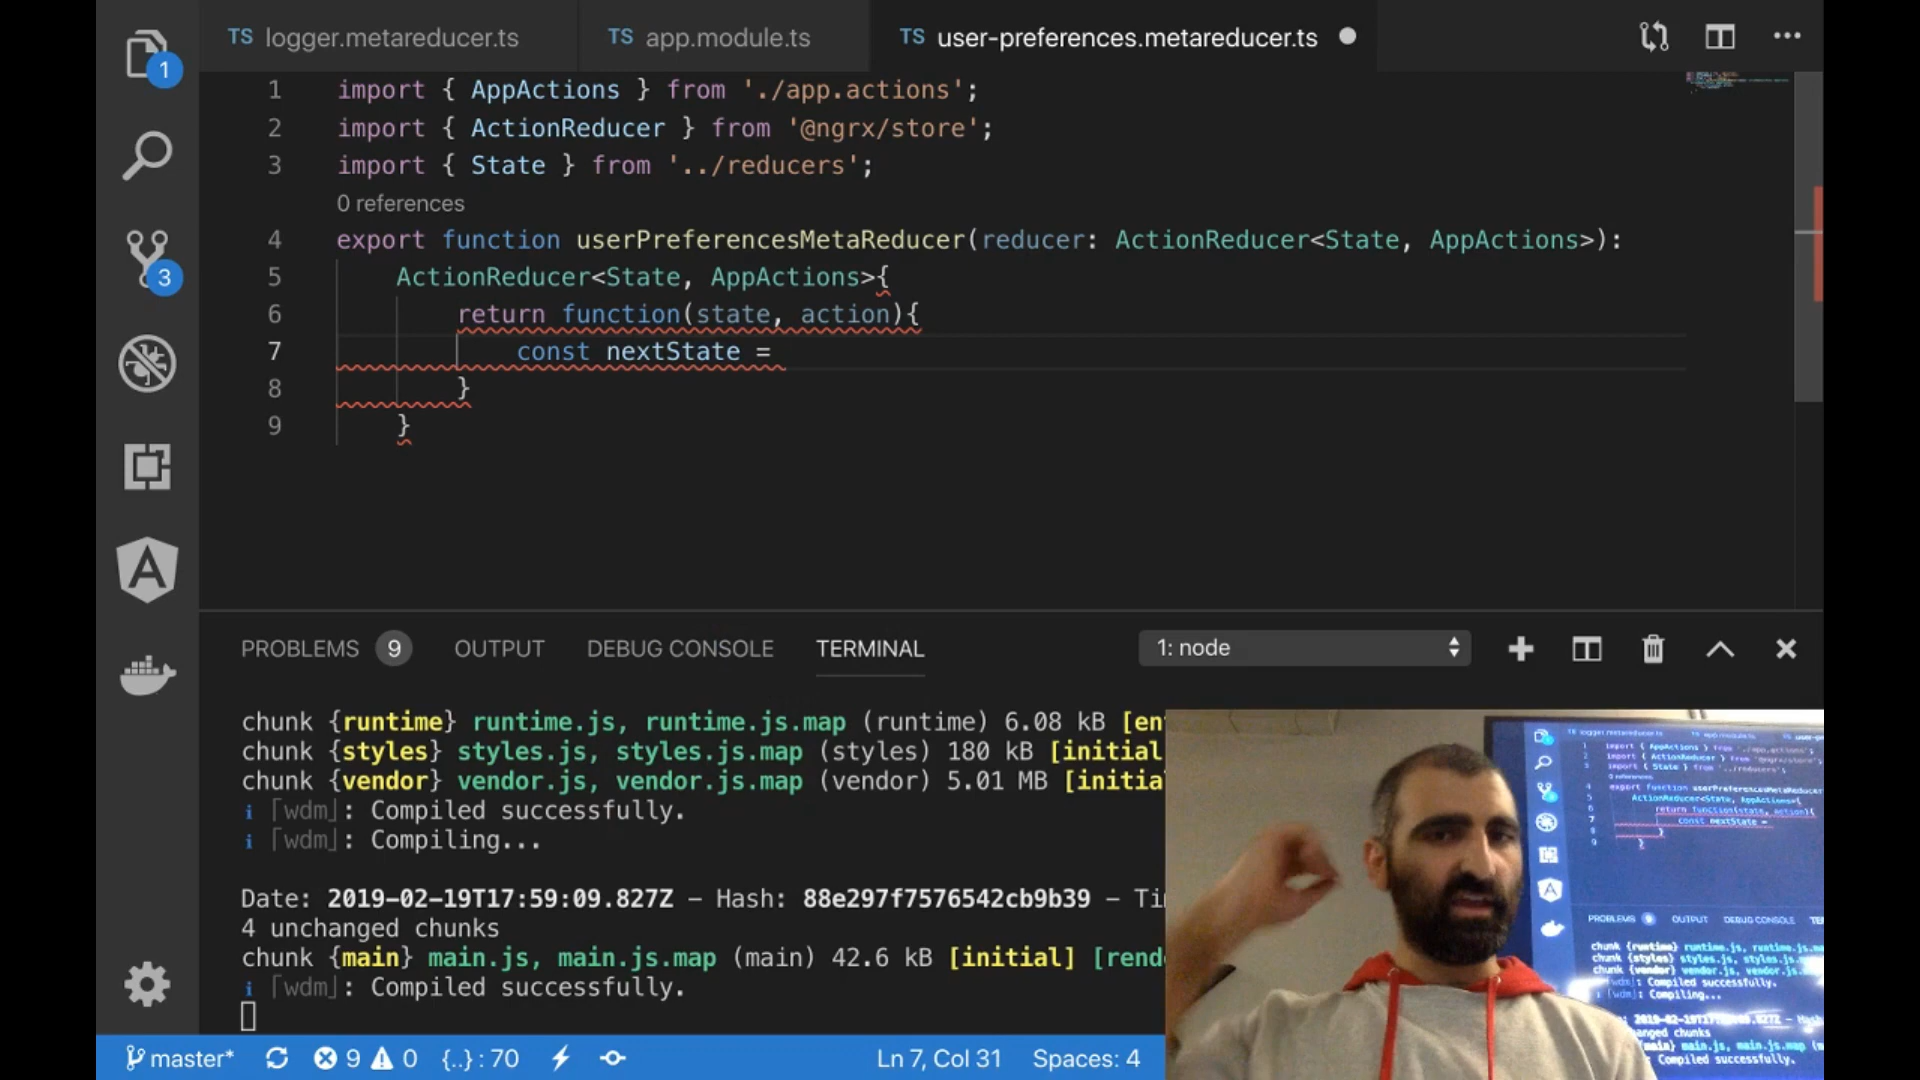 1
3
TS logger.metareducer.ts TS app.module.ts TS user-preferences.metareducer.ts
1 import { AppActions } from './app.actions';
2 import { ActionReducer } from '@ngrx/store';
3 import { State } from '../reducers';
0 references
4 export function userPreferencesMetaReducer(reducer: ActionReducer<State, AppActions>):
5 ActionReducer<State, AppActions>{
6 return function(state, action){
7 const nextState =
8 }
9 }
PROBLEMS 9 OUTPUT DEBUG CONSOLE TERMINAL 1: node
chunk {runtime} runtime.js, runtime.js.map (runtime) 6.08 kB [en
chunk {styles} styles.js, styles.js.map (styles) 180 kB [initial
chunk {vendor} vendor.js, vendor.js.map (vendor) 5.01 MB [initia
i ⌈wdm⌋: Compiled successfully.
i ⌈wdm⌋: Compiling...
Date: 2019-02-19T17:59:09.827Z – Hash: 88e297f7576542cb9b39 – Ti
4 unchanged chunks
chunk {main} main.js, main.js.map (main) 42.6 kB [initial] [rend
i ⌈wdm⌋: Compiled successfully.
master* 9 0 {..} : 70 Ln 7, Col 31 Spaces: 4